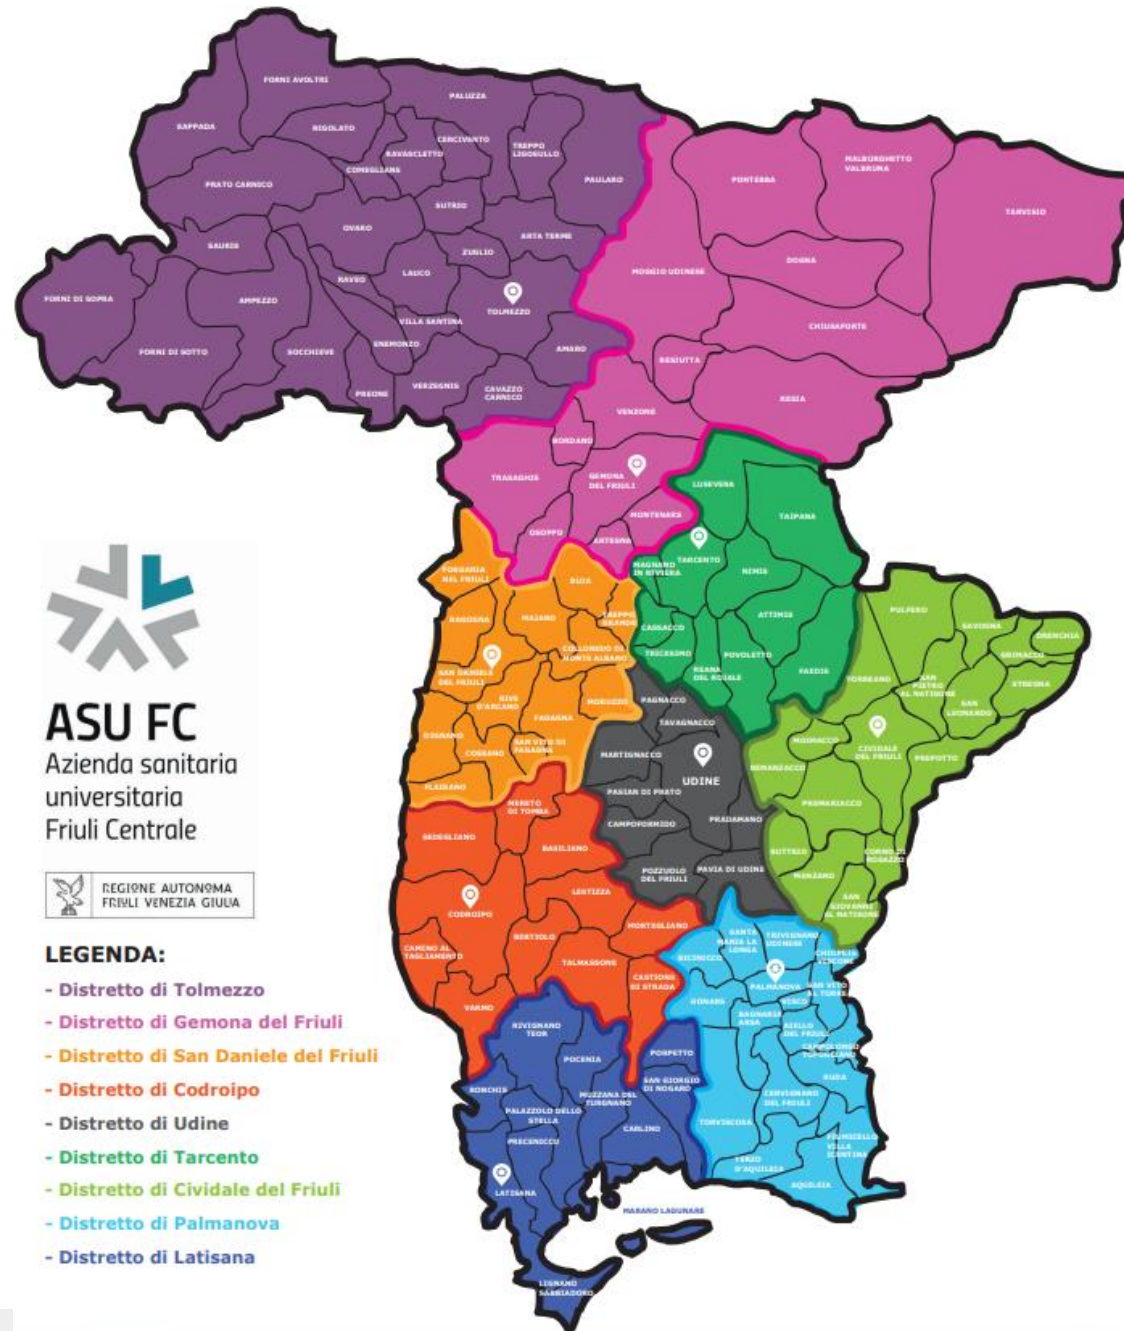 FORNI AVOLTRI
PALUZZA
SAPPADA
RIGOLATO
CERCIVENTO
RAVASCLETTO
TREPPO
LIGOSULLO
COMEGLIANS
PAULARO
PRATO CARNICO
SUTRIO
OVARO
ARTA TERME
SAURIS
ZUGLIO
LAUCO
RAVEO
FORNI DI SOPRA
AMPEZZO
TOLMEZZO
VILLA SANTINA
ENEMONZO
FORNI DI SOTTO
SOCCHIEVE
AMARO
PREONE
VERZEGNIS
CAVAZZO
CARNICO
PONTEBBA
MALBORGHETTO
VALBRUNA
TARVISIO
MOGGIO UDINESE
DOGNA
CHIUSAFORTE
RESIUTTA
RESIA
VENZONE
BORDANO
TRASAGHIS
GEMONA
DEL FRIULI
MONTENARS
OSOPPO
ARTEGNA
LUSEVERA
TAIPANA
TARCENTO
MAGNANO
IN RIVIERA
NIMIS
ATTIMIS
CASSACCO
TRICESIMO
REANA
DEL ROJALE
POVOLETTO
FAEDIS
FORGARIA
NEL FRIULI
BUJA
RAGOGNA
MAJANO
TREPPO
GRANDE
COLLOREDO DI
MONTE ALBANO
SAN DANIELE
DEL FRIULI
RIVE
D'ARCANO
MORUZZO
FAGAGNA
DIGNANO
COSEANO
SAN VITO DI
FAGAGNA
FLAIBANO
PULFERO
SAVOGNA
DRENCHIA
GRIMACCO
TORREANO
SAN
PIETRO
AL NATISONE
STREGNA
SAN
LEONARDO
MOIMACCO
CIVIDALE
DEL FRIULI
PREPOTTO
REMANZACCO
PREMARIACCO
BUTTRIO
CORNO DI
ROSAZZO
MANZANO
SAN
GIOVANNI
AL NATISONE
PAGNACCO
TAVAGNACCO
MARTIGNACCO
UDINE
PASIAN DI PRATO
CAMPOFORMIDO
PRADAMANO
POZZUOLO
DEL FRIULI
PAVIA DI UDINE
MERETO
DI TOMBA
SEDEGLIANO
BASILIANO
LESTIZZA
CODROIPO
MORTEGLIANO
BERTIOLO
CAMINO AL
TAGLIAMENTO
TALMASSONS
CASTIONS
DI STRADA
VARMO
SANTA
MARIA LA
LONGA
TRIVIGNANO
UDINESE
CHIOPRIS
VISCONE
BICINICCO
PALMANOVA
SAN VITO
AL TORRE
VISCO
GONARS
BAGNARIA
ARSA
AIELLO
DEL FRIULI
CAMPOLONGO
TAPOGLIANO
RUDA
CERVIGNANO
DEL FRIULI
TORVISCOSA
FIUMICELLO
VILLA
VICENTINA
TERZO
D'AQUILEIA
AQUILEIA
RIVIGNANO
TEOR
POCENIA
PORPETTO
RONCHIS
SAN GIORGIO
DI NOGARO
MUZZANA DEL
TURGNANO
PALAZZOLO DELLO
STELLA
CARLINO
PRECENICCO
LATISANA
MARANO LAGUNARE
LIGNANO
SABBIADORO
ASU FC
Azienda sanitaria
universitaria
Friuli Centrale
REGIONE AUTONOMA
FRIULI VENEZIA GIULIA
LEGENDA:
- Distretto di Tolmezzo
- Distretto di Gemona del Friuli
- Distretto di San Daniele del Friuli
- Distretto di Codroipo
- Distretto di Udine
- Distretto di Tarcento
- Distretto di Cividale del Friuli
- Distretto di Palmanova
- Distretto di Latisana